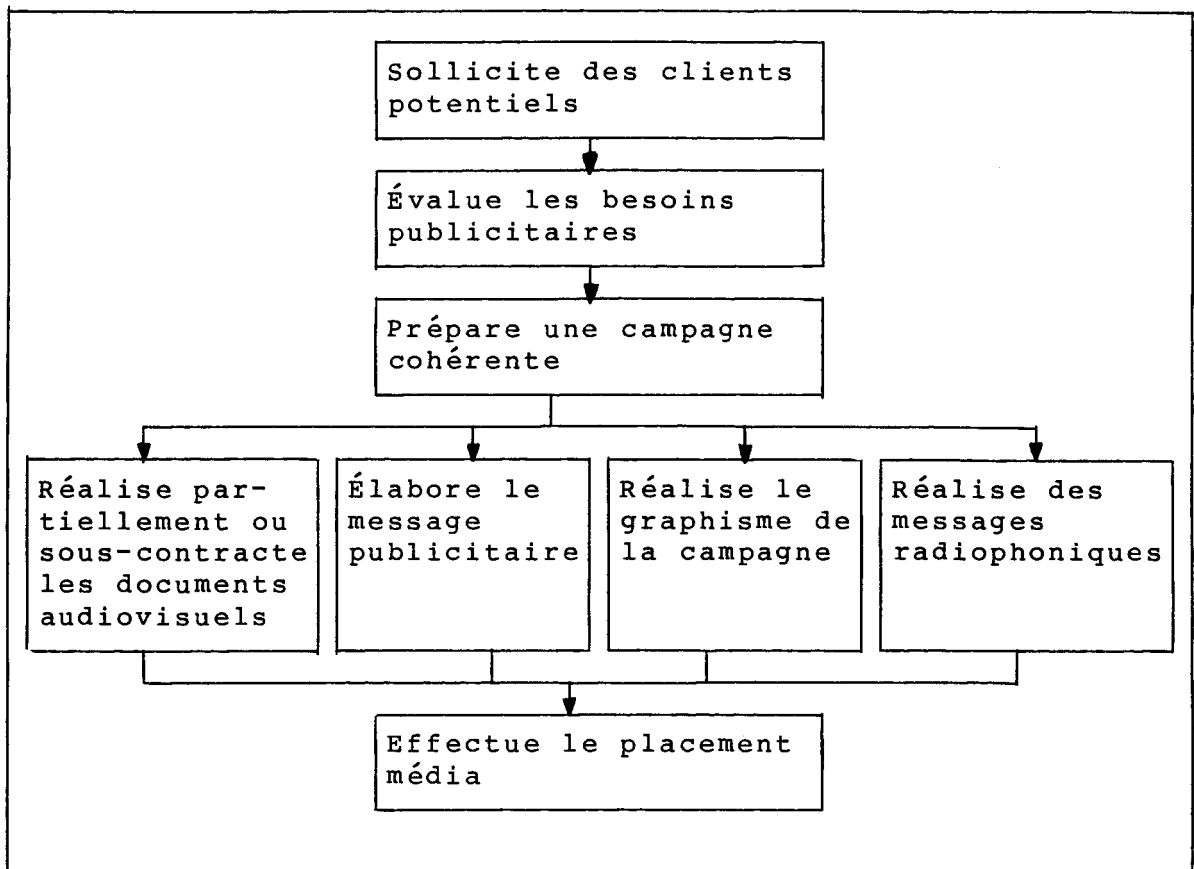 Sollicite des clients
potentiels
Évalue les besoins
publicitaires
Prépare une campagne
cohérente
Réalise par-
tiellement ou
sous-contracte
les documents
audiovisuels
Élabore le
message
publicitaire
Réalise le
graphisme de
la campagne
Réalise des
messages
radiophoniques
Effectue le placement
média